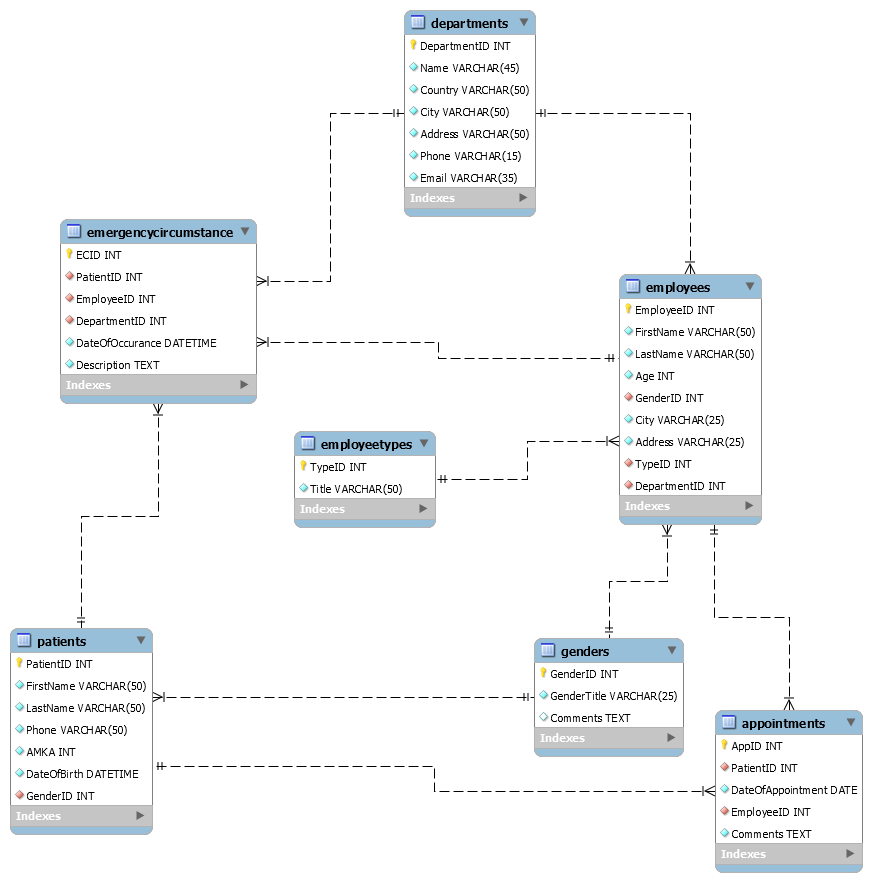 departments
DepartmentID INT
Name VARCHAR(45)
Country VARCHAR(50)
City VARCHAR(50)
Address VARCHAR(50)
Phone VARCHAR(15)
Email VARCHAR(35)
Indexes
emergencycircumstance
ECID INT
PatientID INT
EmployeeID INT
DepartmentID INT
DateOfOccurance DATETIME
Description TEXT
Indexes
employees
EmployeeID INT
FirstName VARCHAR(50)
LastName VARCHAR(50)
Age INT
GenderID INT
City VARCHAR(25)
Address VARCHAR(25)
TypeID INT
DepartmentID INT
Indexes
employeetypes
TypeID INT
Title VARCHAR(50)
Indexes
patients
PatientID INT
FirstName VARCHAR(50)
LastName VARCHAR(50)
Phone VARCHAR(50)
AMKA INT
DateOfBirth DATETIME
GenderID INT
Indexes
genders
GenderID INT
GenderTitle VARCHAR(25)
Comments TEXT
Indexes
appointments
AppID INT
PatientID INT
DateOfAppointment DATE
EmployeeID INT
Comments TEXT
Indexes